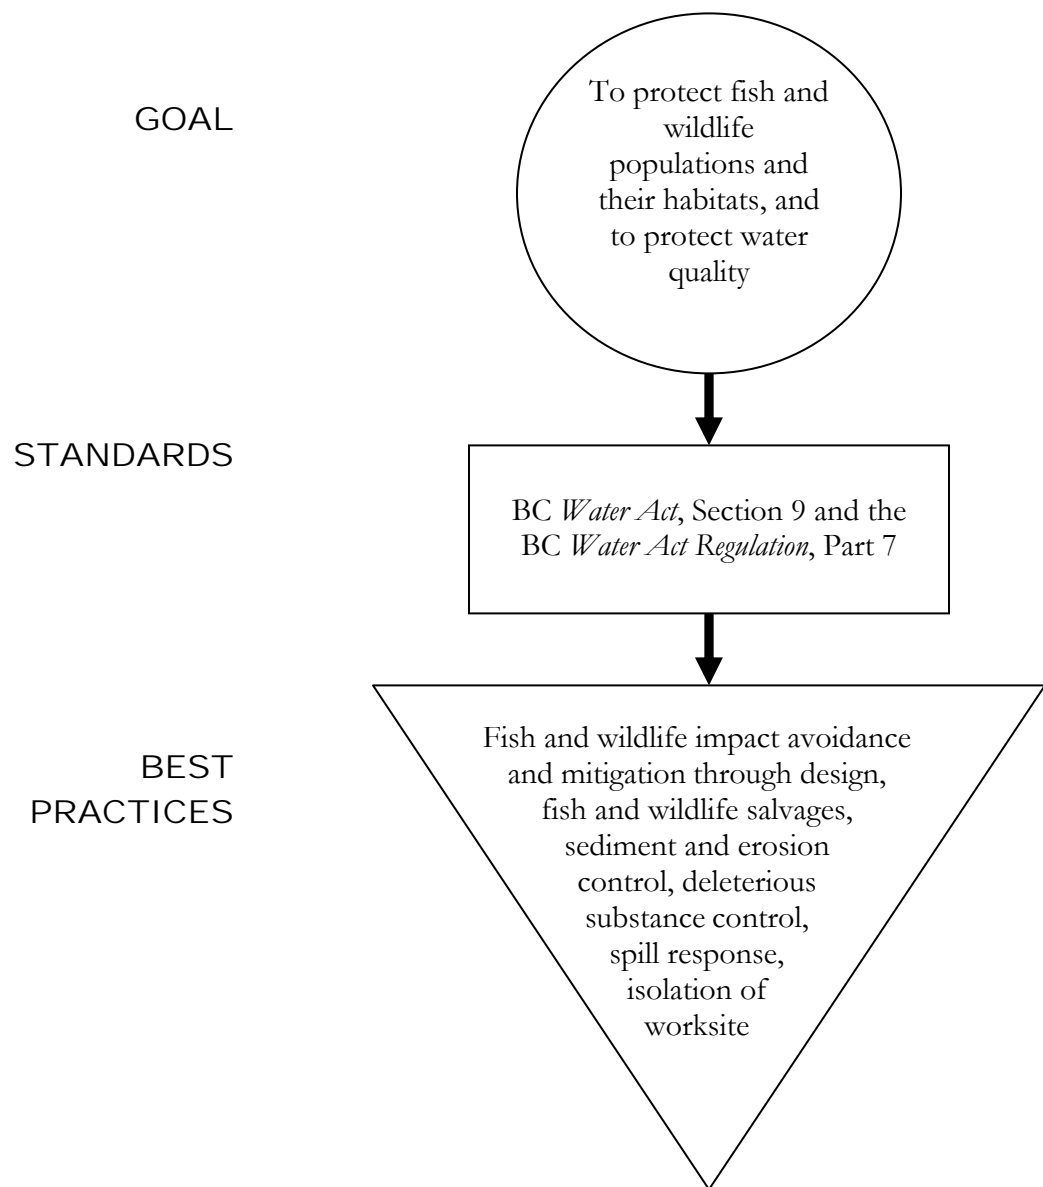 GOAL
To protect fish and
wildlife
populations and
their habitats, and
to protect water
quality
STANDARDS
BC Water Act, Section 9 and the
BC Water Act Regulation, Part 7
BEST
PRACTICES
Fish and wildlife impact avoidance
and mitigation through design,
fish and wildlife salvages,
sediment and erosion
control, deleterious
substance control,
spill response,
isolation of
worksite